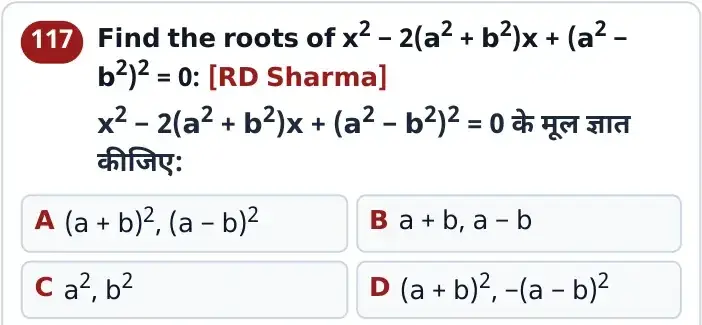 117 Find the roots of x² – 2(a² + b²)x + (a² –
b²)² = 0: [RD Sharma]
x² – 2(a² + b²)x + (a² – b²)² = 0 के मूल ज्ञात
कीजिए:
A (a + b)², (a – b)² B a + b, a – b
C a², b² D (a + b)², –(a – b)²